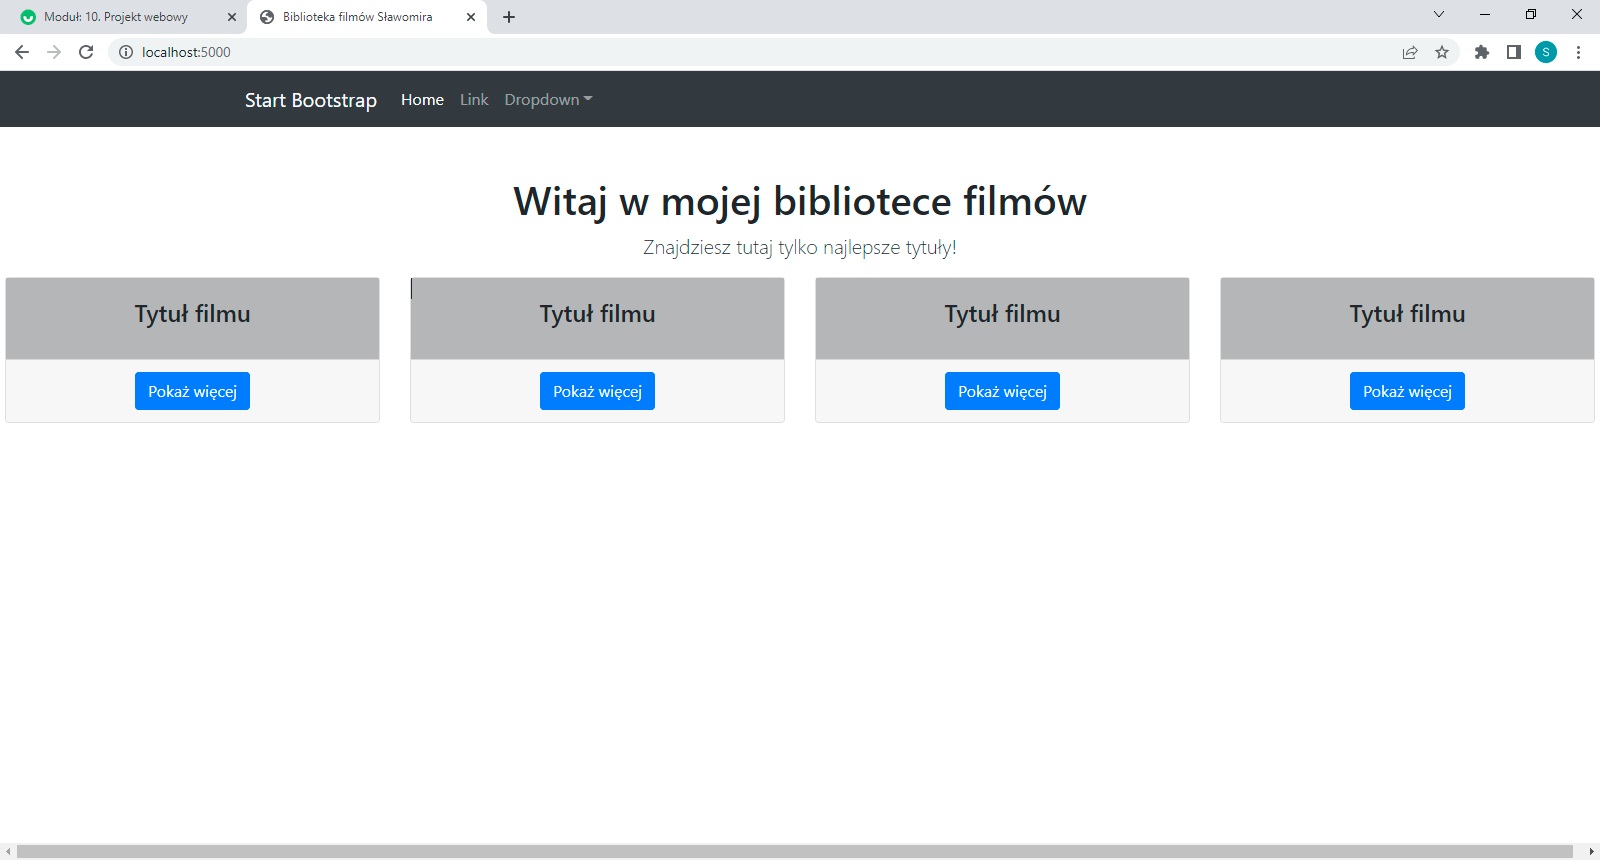 Moduł: 10. Projekt webowy
Biblioteka filmów Sławomira
localhost:5000
S
Start Bootstrap Home Link Dropdown
Witaj w mojej bibliotece filmów
Znajdziesz tutaj tylko najlepsze tytuły!
Tytuł filmu
Pokaż więcej
Tytuł filmu
Pokaż więcej
Tytuł filmu
Pokaż więcej
Tytuł filmu
Pokaż więcej